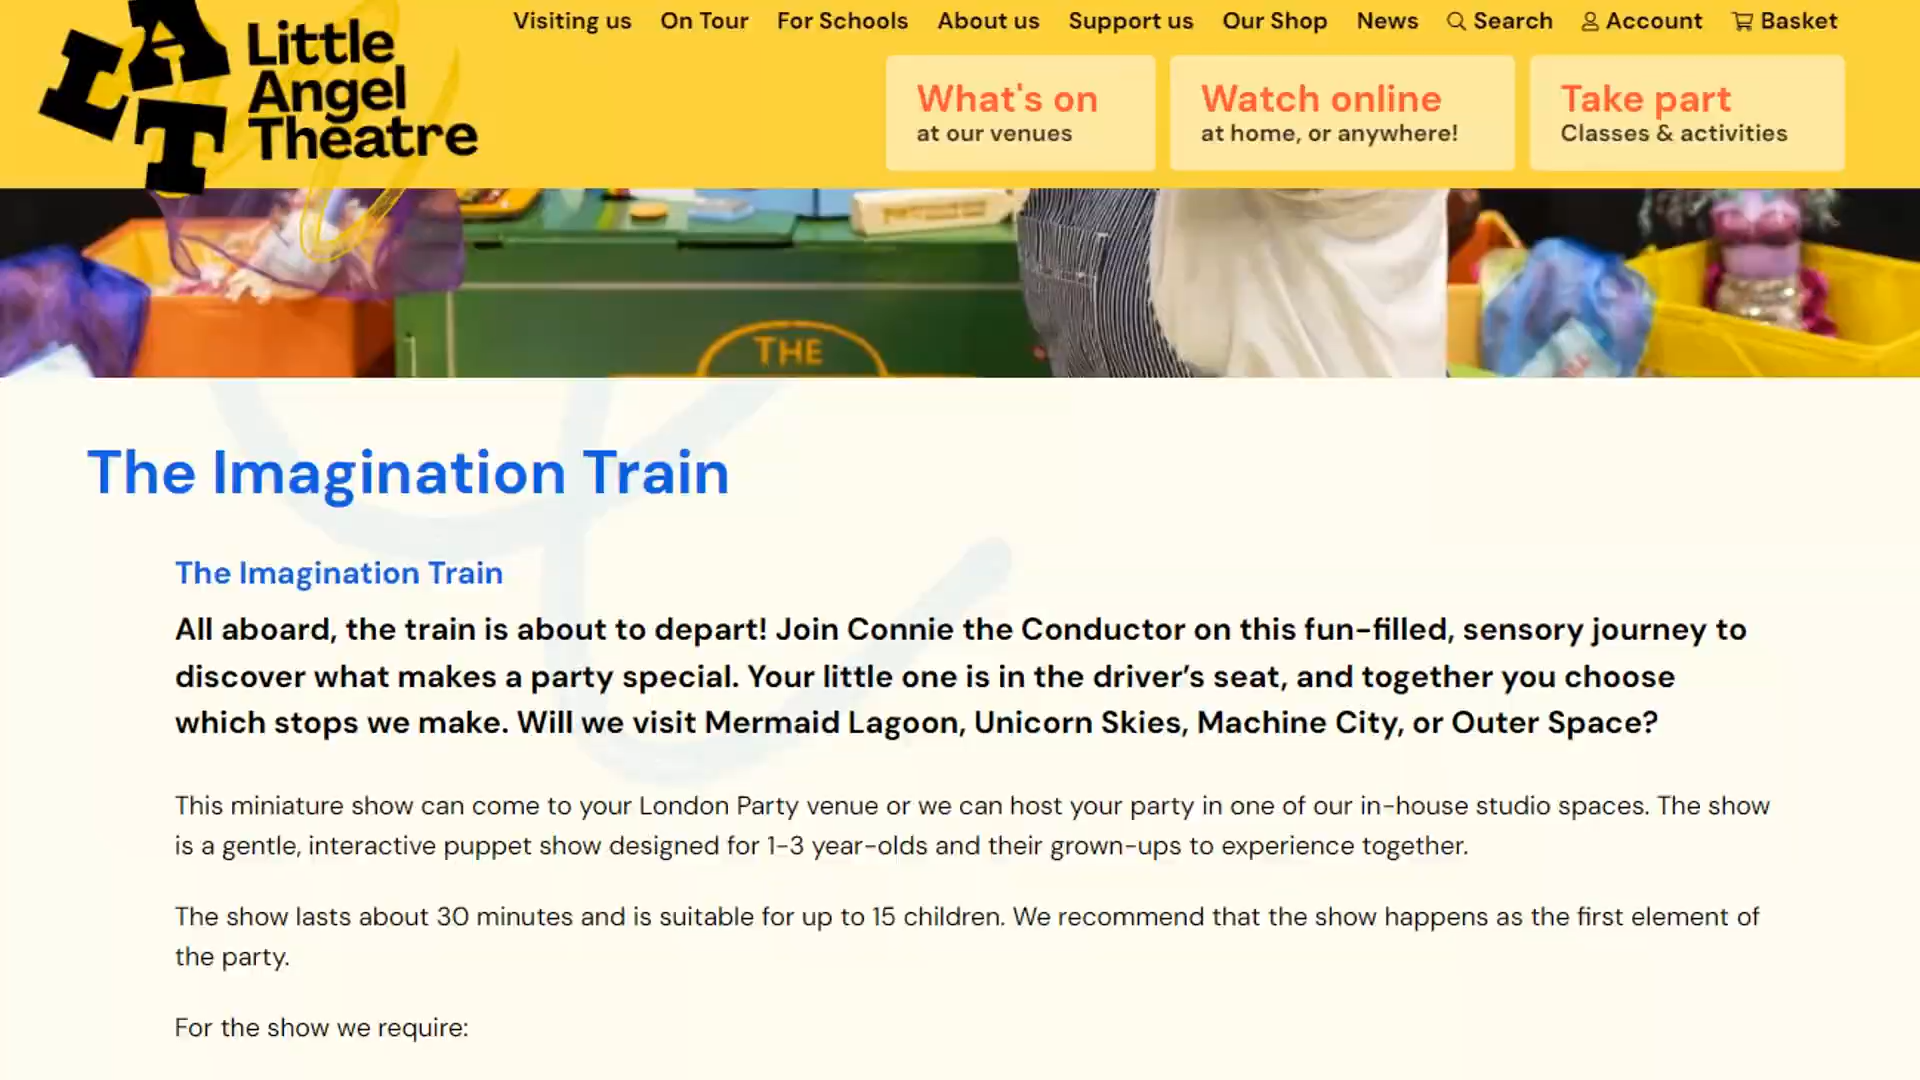 LAT
Little
Angel
Theatre
Visiting us
On Tour
For Schools
About us
Support us
Our Shop
News
Search
Account
Basket
What's on
at our venues
Watch online
at home, or anywhere!
Take part
Classes & activities
THE
The Imagination Train
The Imagination Train
All aboard, the train is about to depart! Join Connie the Conductor on this fun-filled, sensory journey to
discover what makes a party special. Your little one is in the driver’s seat, and together you choose
which stops we make. Will we visit Mermaid Lagoon, Unicorn Skies, Machine City, or Outer Space?
This miniature show can come to your London Party venue or we can host your party in one of our in-house studio spaces. The show
is a gentle, interactive puppet show designed for 1-3 year-olds and their grown-ups to experience together.
The show lasts about 30 minutes and is suitable for up to 15 children. We recommend that the show happens as the first element of
the party.
For the show we require: